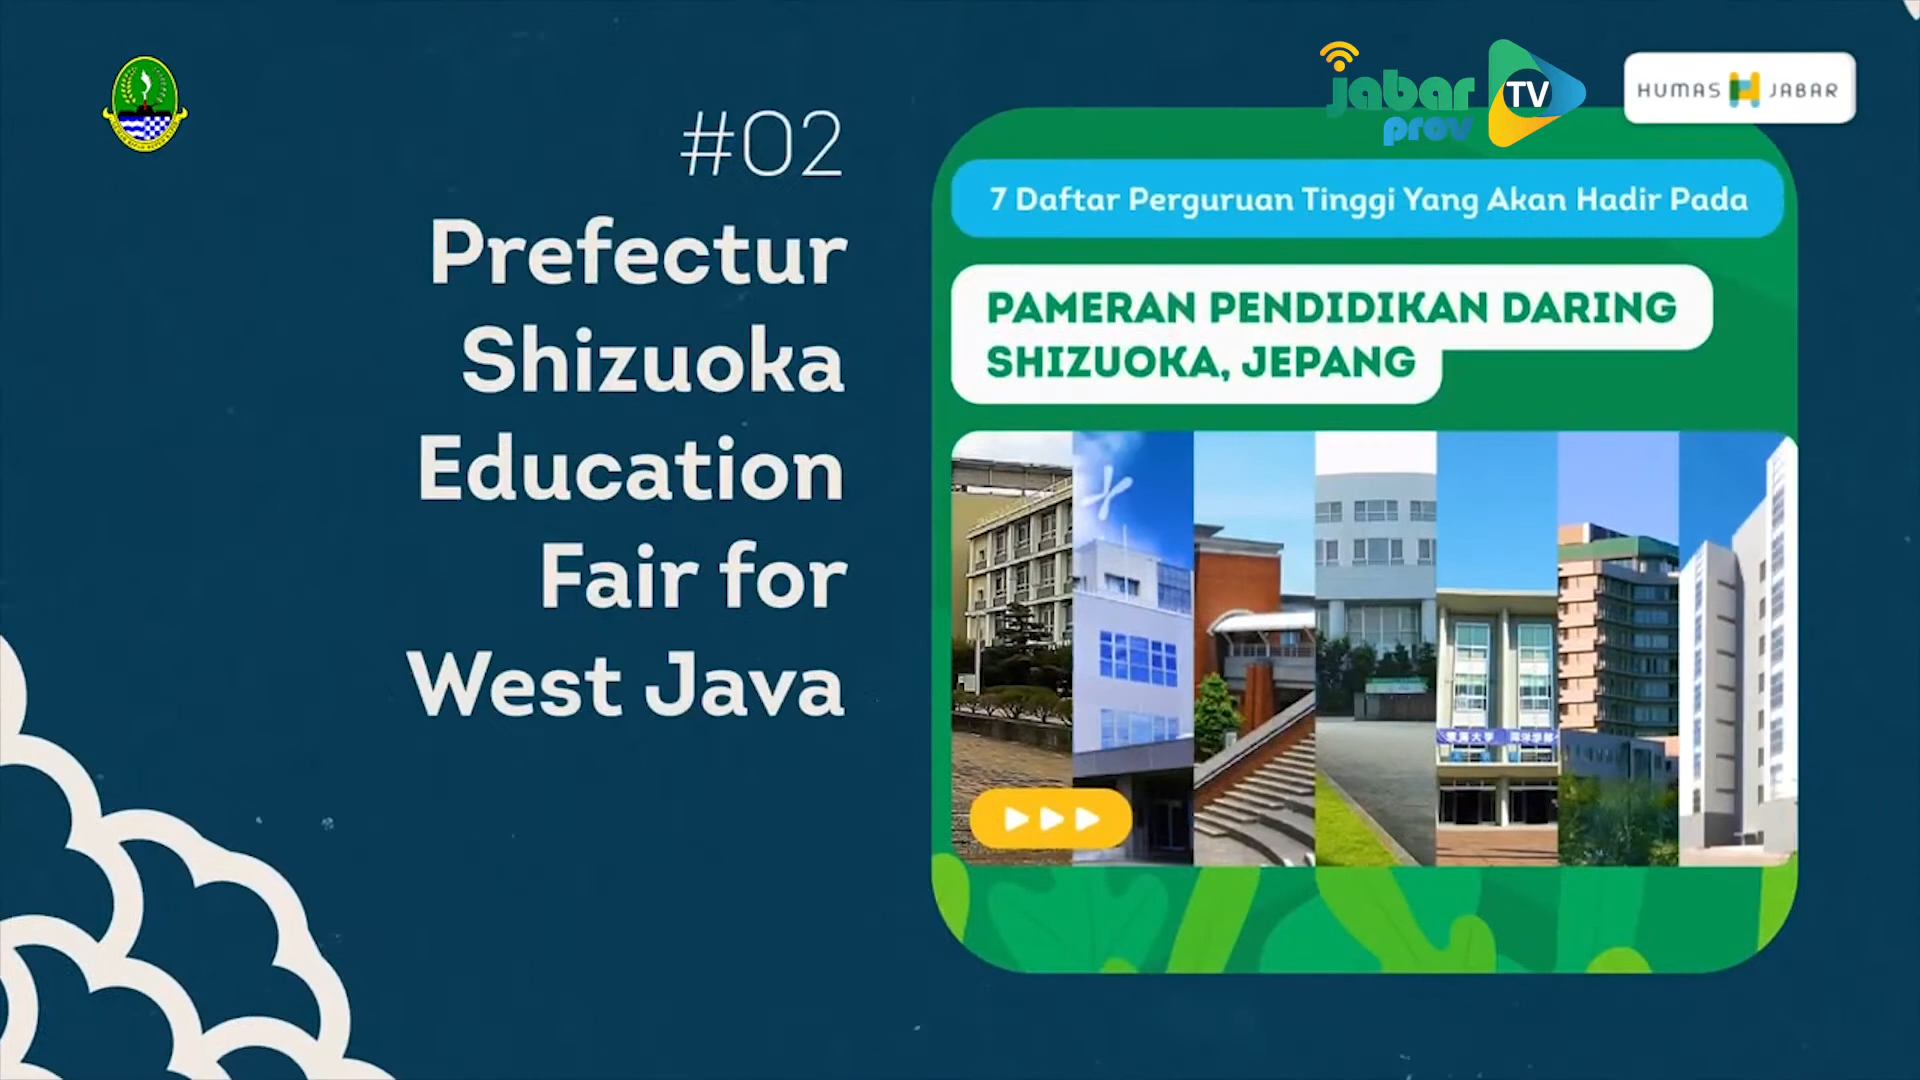 #02
Prefectur
Shizuoka
Education
Fair for
West Java
jabar
prov
TV
HUMAS JABAR
7 Daftar Perguruan Tinggi Yang Akan Hadir Pada
PAMERAN PENDIDIKAN DARING
SHIZUOKA, JEPANG